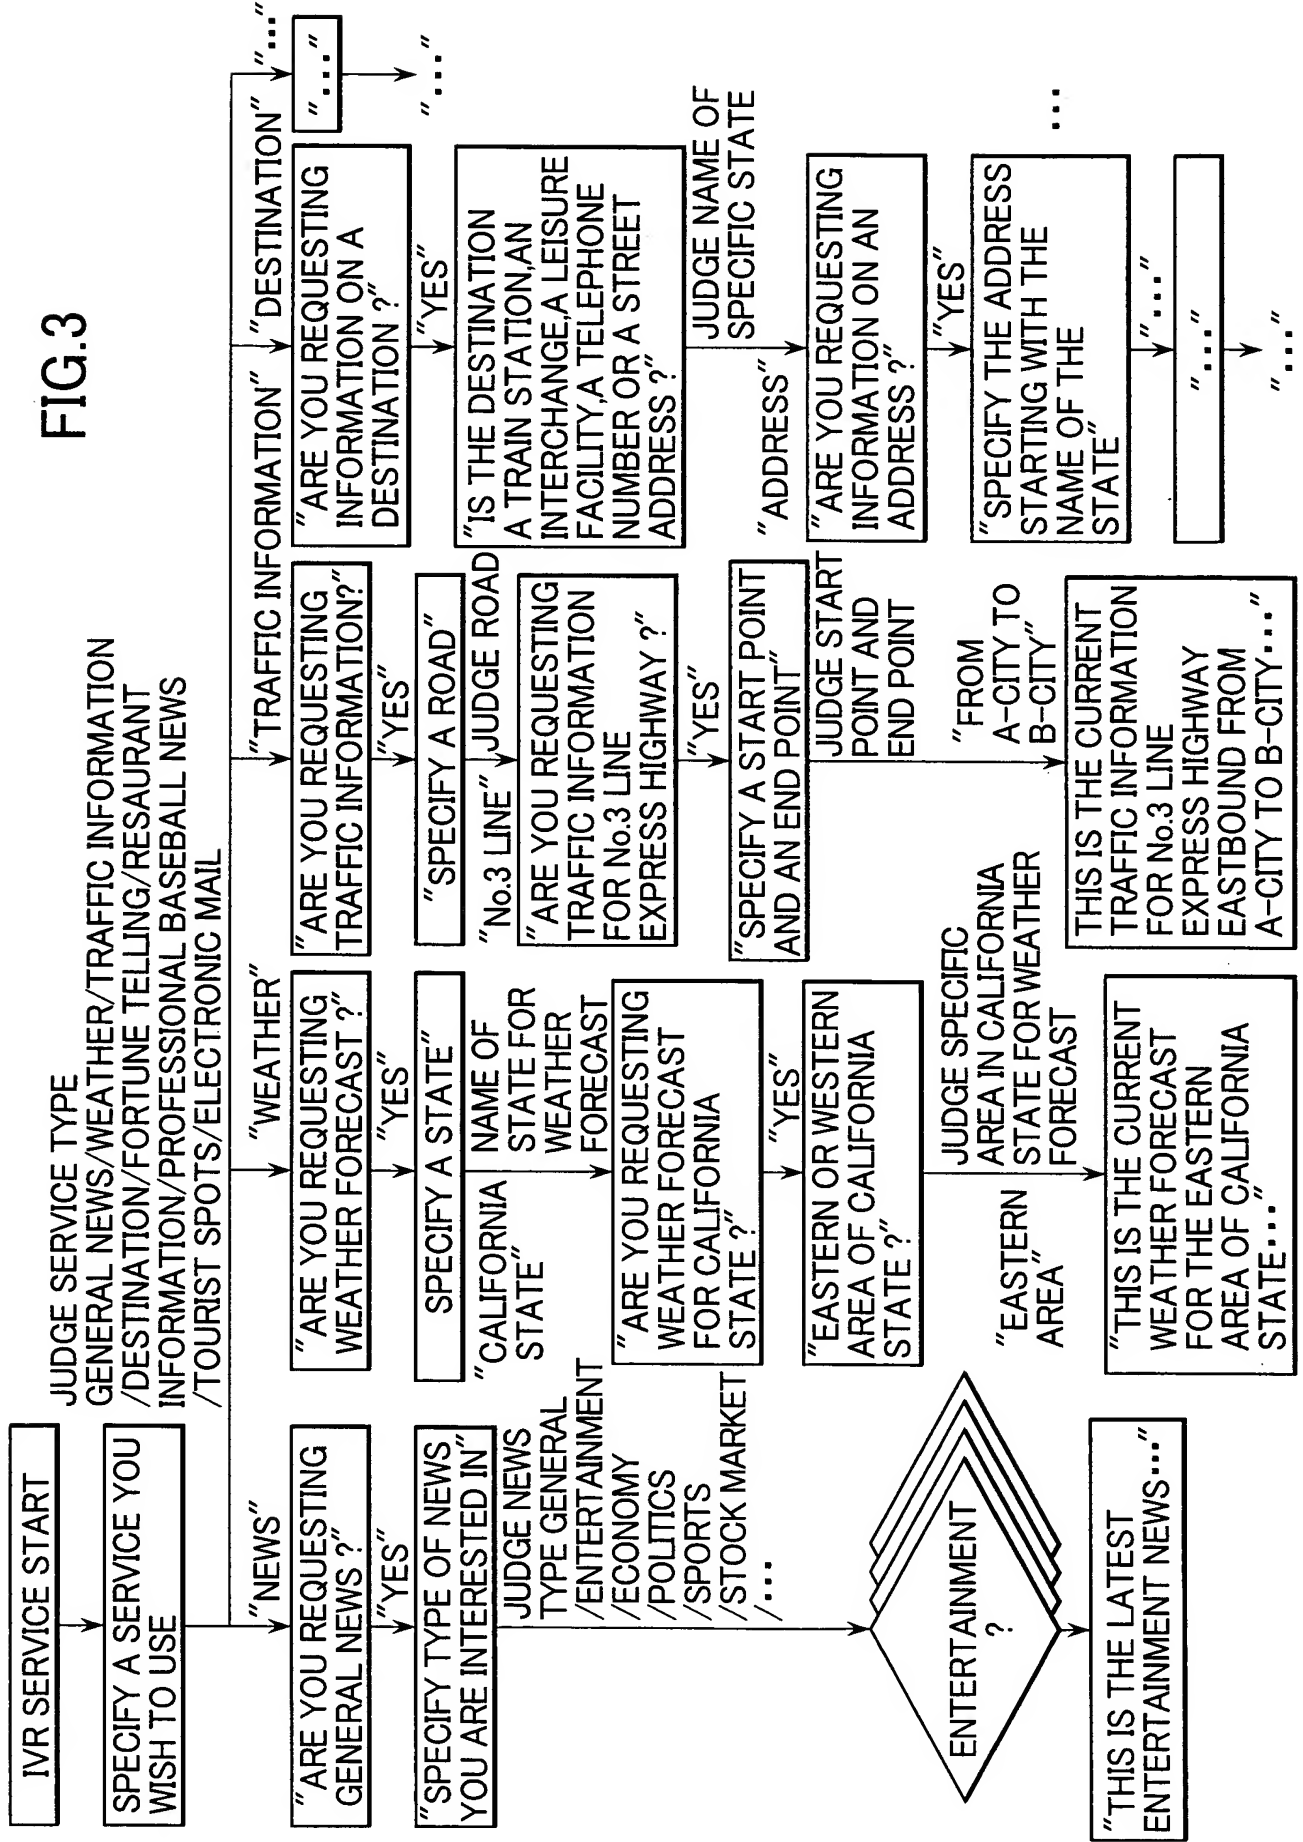 FIG.3
IVR SERVICE START
SPECIFY A SERVICE YOU
WISH TO USE
JUDGE SERVICE TYPE
GENERAL NEWS/WEATHER/TRAFFIC INFORMATION
/DESTINATION/FORTUNE TELLING/RESAURANT
INFORMATION/PROFESSIONAL BASEBALL NEWS
/TOURIST SPOTS/ELECTRONIC MAIL
"NEWS"
"ARE YOU REQUESTING
GENERAL NEWS ?"
"YES"
"SPECIFY TYPE OF NEWS
YOU ARE INTERESTED IN"
JUDGE NEWS
TYPE GENERAL
/ENTERTAINMENT
/ECONOMY
/POLITICS
/SPORTS
/STOCK MARKET
/...
ENTERTAINMENT
?
"THIS IS THE LATEST
ENTERTAINMENT NEWS..."
"WEATHER"
"ARE YOU REQUESTING
WEATHER FORECAST ?"
"YES"
SPECIFY A STATE"
"CALIFORNIA
STATE"
NAME OF
STATE FOR
WEATHER
FORECAST
"ARE YOU REQUESTING
WEATHER FORECAST
FOR CALIFORNIA
STATE ?"
"YES"
"EASTERN OR WESTERN
AREA OF CALIFORNIA
STATE ?"
"EASTERN
AREA"
JUDGE SPECIFIC
AREA IN CALIFORNIA
STATE FOR WEATHER
FORECAST
"THIS IS THE CURRENT
WEATHER FORECAST
FOR THE EASTERN
AREA OF CALIFORNIA
STATE..."
"TRAFFIC INFORMATION"
"ARE YOU REQUESTING
TRAFFIC INFORMATION?"
"YES"
"SPECIFY A ROAD"
"No.3 LINE"
JUDGE ROAD
"ARE YOU REQUESTING
TRAFFIC INFORMATION
FOR No.3 LINE
EXPRESS HIGHWAY ?"
"YES"
"SPECIFY A START POINT
AND AN END POINT"
JUDGE START
POINT AND
END POINT
"FROM
A-CITY TO
B-CITY"
THIS IS THE CURRENT
TRAFFIC INFORMATION
FOR No.3 LINE
EXPRESS HIGHWAY
EASTBOUND FROM
A-CITY TO B-CITY..."
"DESTINATION"
"ARE YOU REQUESTING
INFORMATION ON A
DESTINATION ?"
"YES"
"IS THE DESTINATION
A TRAIN STATION,AN
INTERCHANGE,A LEISURE
FACILITY,A TELEPHONE
NUMBER OR A STREET
ADDRESS ?"
"ADDRESS"
JUDGE NAME OF
SPECIFIC STATE
"ARE YOU REQUESTING
INFORMATION ON AN
ADDRESS ?"
"YES"
"SPECIFY THE ADDRESS
STARTING WITH THE
NAME OF THE
STATE"
"..."
"..."
"..."
"..."
"..."
"..."
...